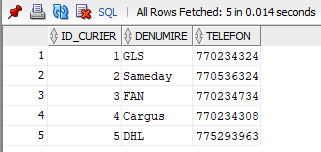 SQL | All Rows Fetched: 5 in 0.014 seconds
ID_CURIER DENUMIRE TELEFON
1 1 GLS 770234324
2 2 Sameday 770536324
3 3 FAN 770234734
4 4 Cargus 770234308
5 5 DHL 775293963